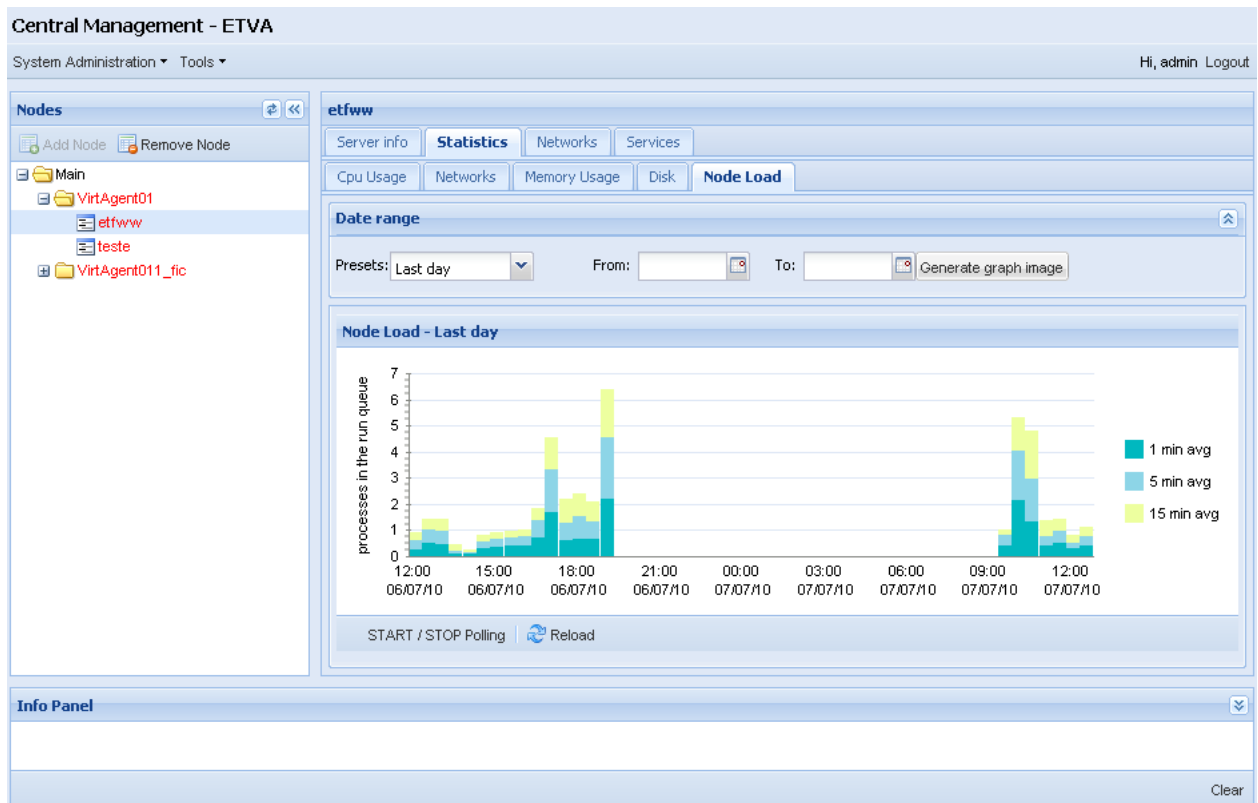 Central Management - ETVA
System Administration Tools
Hi, admin Logout
Nodes
Add Node Remove Node
Main
VirtAgent01
etfww
teste
VirtAgent011_fic
etfww
Server info Statistics Networks Services
Cpu Usage Networks Memory Usage Disk Node Load
Date range
Presets: Last day From: To: Generate graph image
Node Load - Last day
processes in the run queue
7
6
5
4
3
2
1
0
12:00 15:00 18:00 21:00 00:00 03:00 06:00 09:00 12:00
06/07/10 06/07/10 06/07/10 06/07/10 07/07/10 07/07/10 07/07/10 07/07/10 07/07/10
1 min avg
5 min avg
15 min avg
START / STOP Polling Reload
Info Panel
Clear